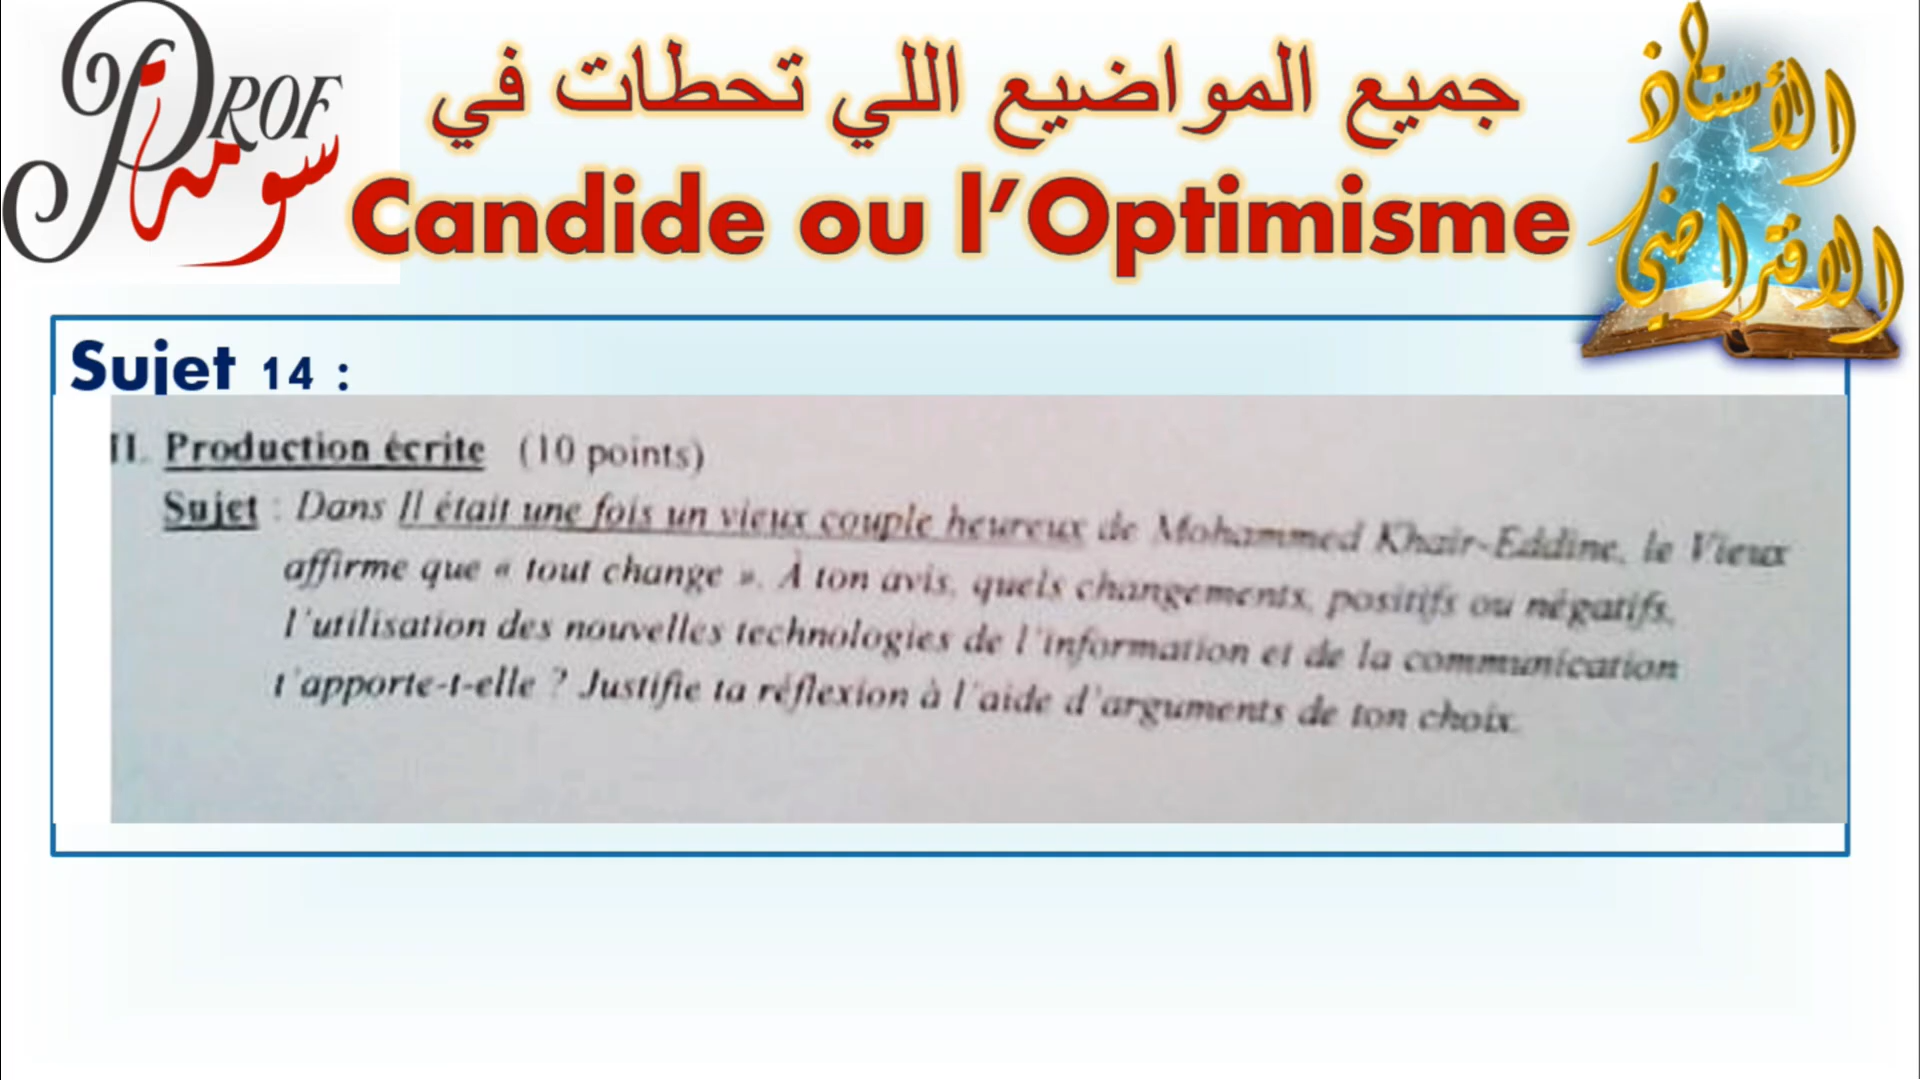 PROF
سومة
جميع المواضيع اللي تحطات في
Candide ou l'Optimisme
الأستاذ
الافتراضي
Sujet 14 :
II. Production écrite (10 points)
Sujet : Dans Il était une fois un vieux couple heureux de Mohammed Khair-Eddine, le Vieux
affirme que « tout change ». À ton avis, quels changements, positifs ou négatifs,
l'utilisation des nouvelles technologies de l'information et de la communication
t'apporte-t-elle ? Justifie ta réflexion à l'aide d'arguments de ton choix.